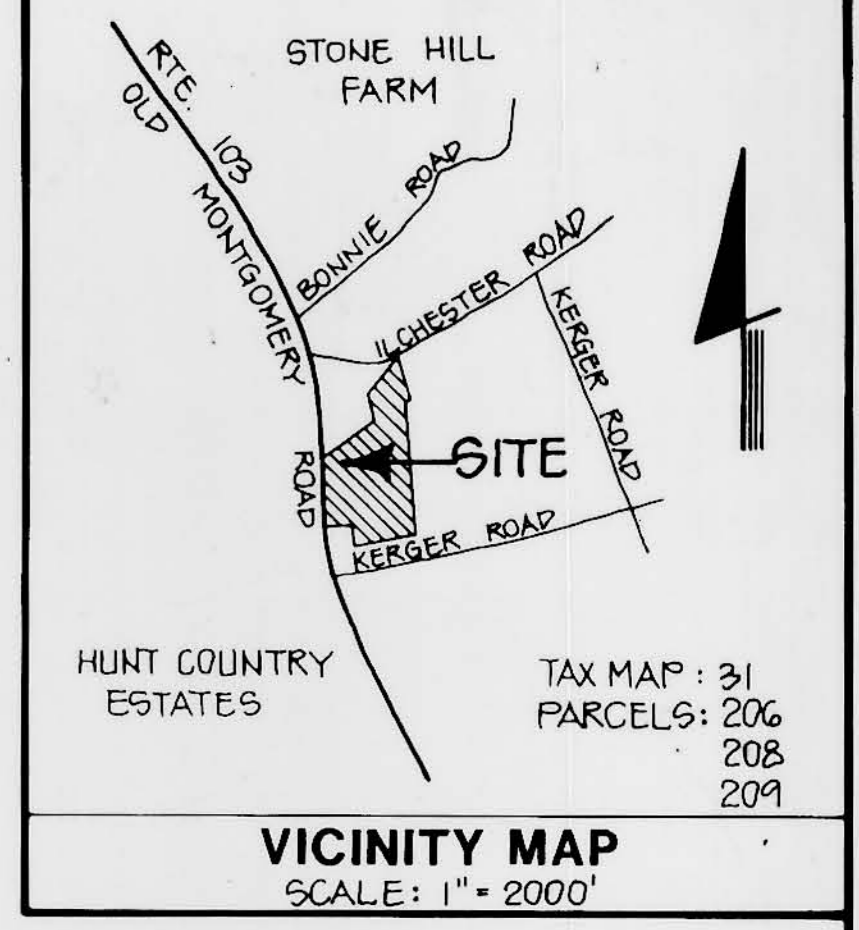 STONE HILL
FARM
RTE. 103
OLD MONTGOMERY ROAD
BONNIE ROAD
ILCHESTER ROAD
KERGER ROAD
SITE
KERGER ROAD
HUNT COUNTRY
ESTATES
TAX MAP : 31
PARCELS: 206
208
209
VICINITY MAP
SCALE: 1" = 2000'